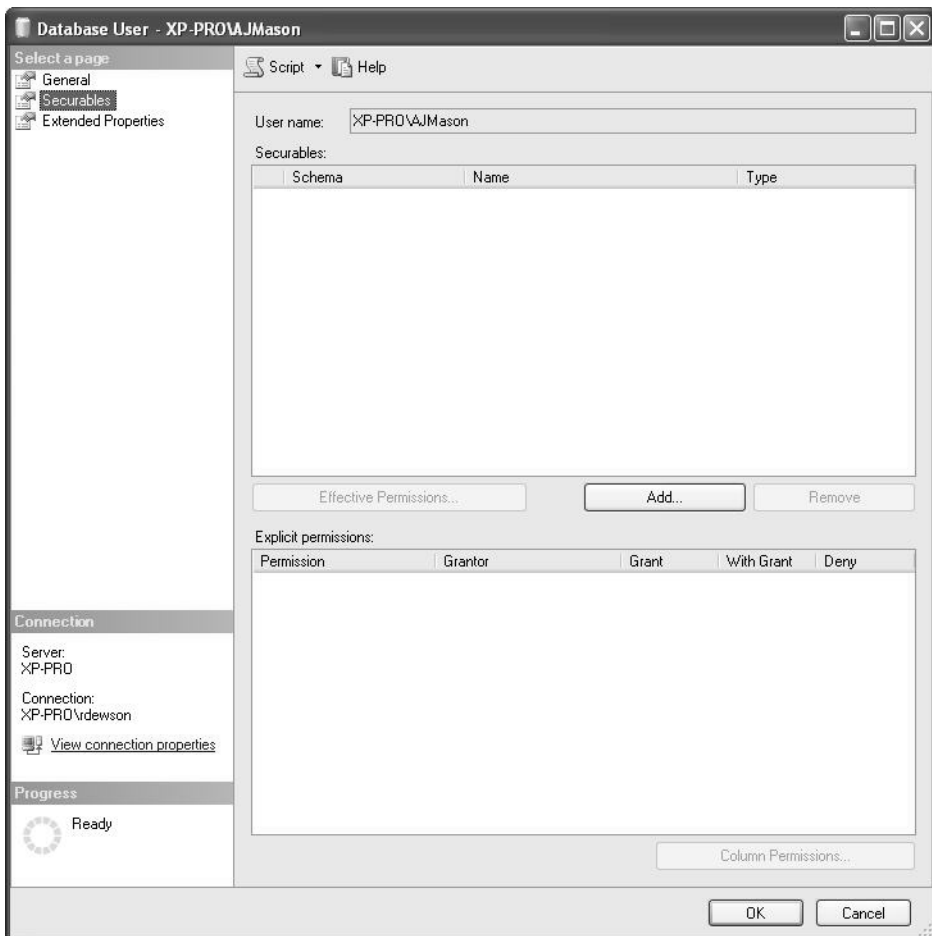 Database User - XP-PRO\AJMason
Select a page
General
Securables
Extended Properties
Script Help
User name: XP-PRO\AJMason
Securables:
Schema Name Type
Effective Permissions... Add... Remove
Explicit permissions:
Permission Grantor Grant With Grant Deny
Column Permissions...
Connection
Server:
XP-PRO
Connection:
XP-PRO\rdewson
View connection properties
Progress
Ready
OK Cancel